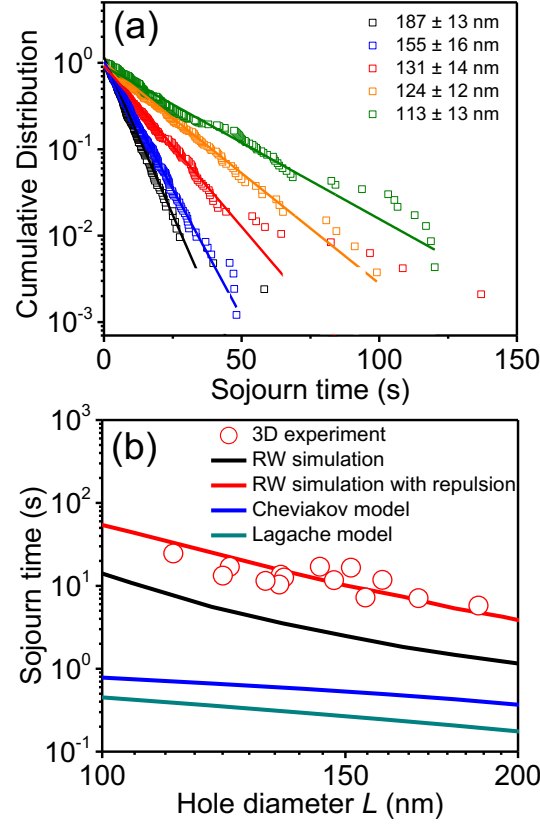 (a)
187 ± 13 nm
155 ± 16 nm
131 ± 14 nm
124 ± 12 nm
113 ± 13 nm
Cumulative Distribution
10^0
10^-1
10^-2
10^-3
0 50 100 150
Sojourn time (s)
(b)
3D experiment
RW simulation
RW simulation with repulsion
Cheviakov model
Lagache model
Sojourn time (s)
10^3
10^2
10^1
10^0
10^-1
100 150 200
Hole diameter L (nm)